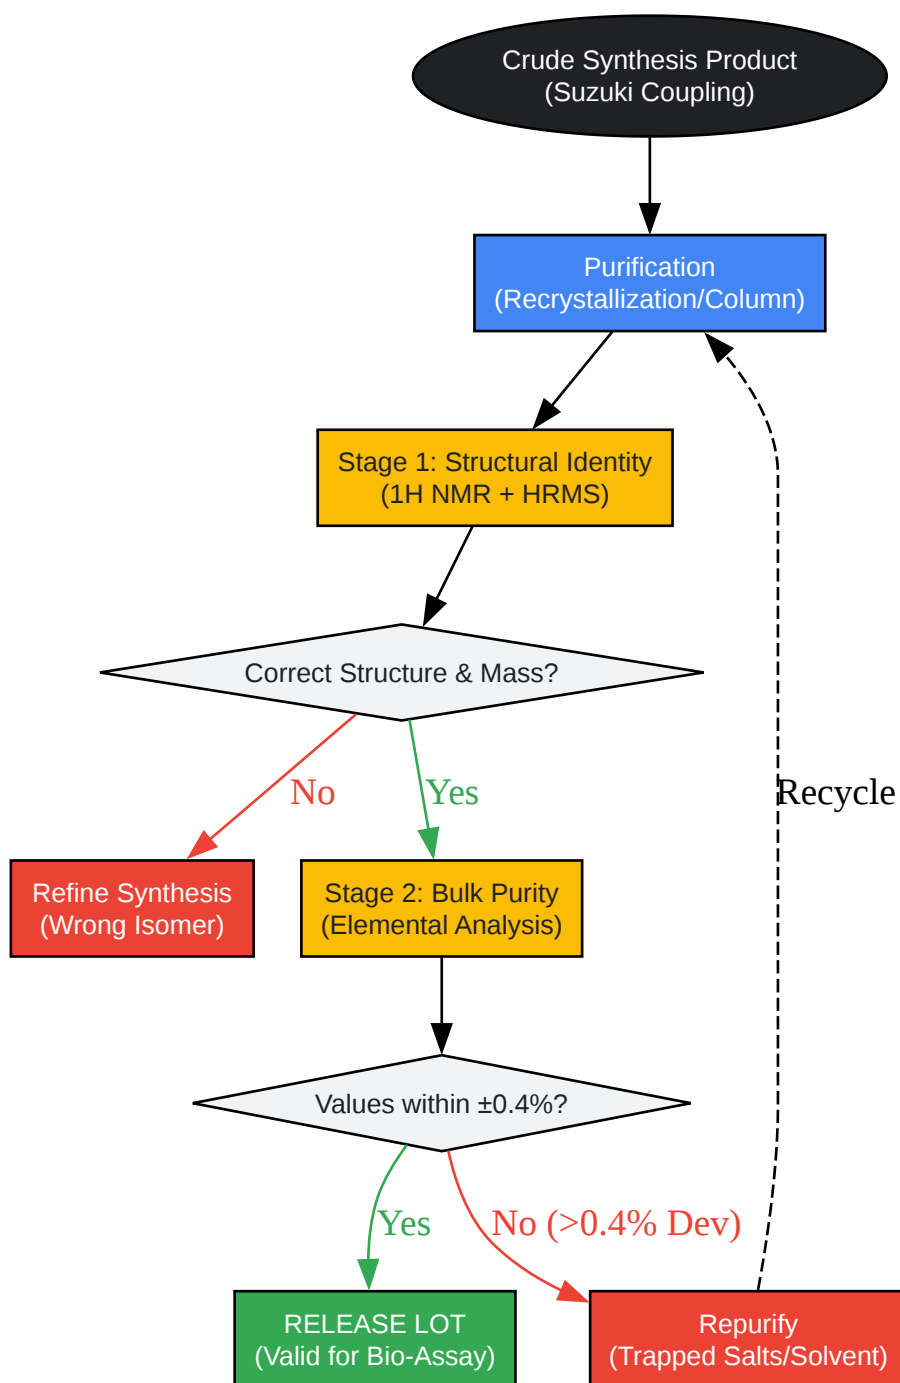 Crude Synthesis Product
(Suzuki Coupling)
Purification
(Recrystallization/Column)
Stage 1: Structural Identity
(1H NMR + HRMS)
Correct Structure & Mass?
No
Yes
Recycle
Refine Synthesis
(Wrong Isomer)
Stage 2: Bulk Purity
(Elemental Analysis)
Values within ±0.4%?
Yes
No (>0.4% Dev)
RELEASE LOT
(Valid for Bio-Assay)
Repurify
(Trapped Salts/Solvent)